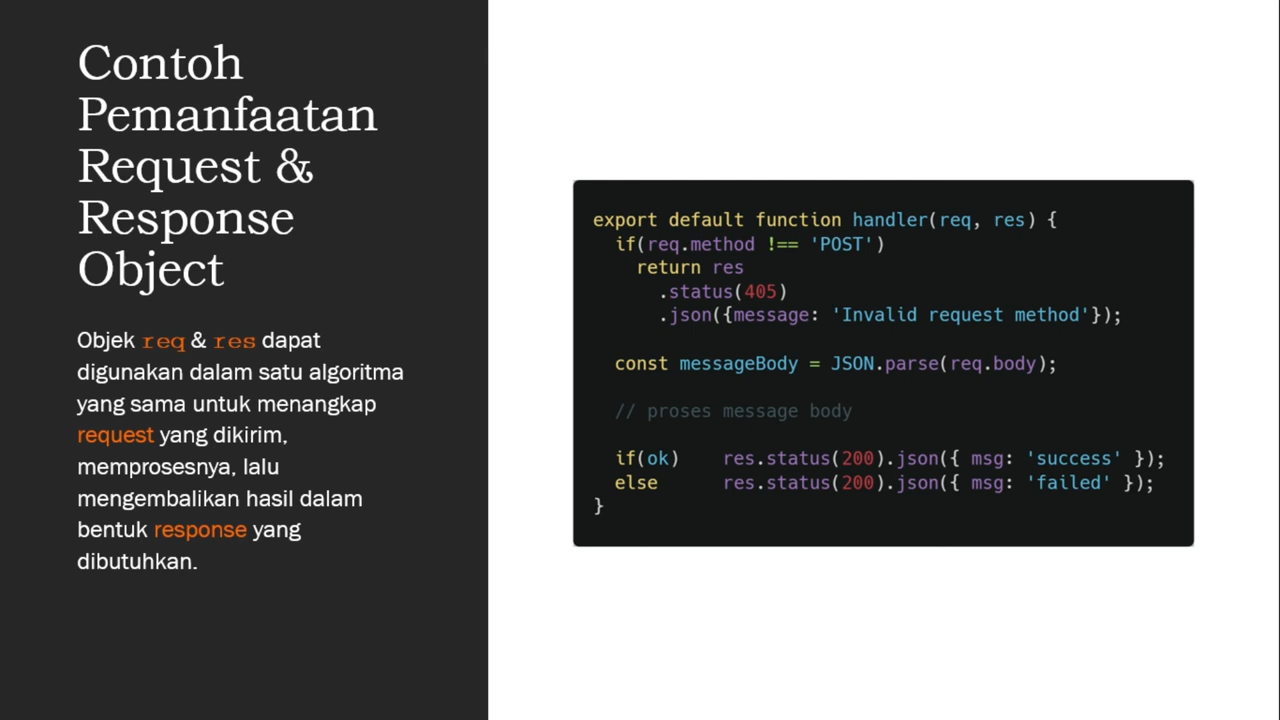 Contoh
Pemanfaatan
Request &
Response
Object
Objek req & res dapat
digunakan dalam satu algoritma
yang sama untuk menangkap
request yang dikirim,
memprosesnya, lalu
mengembalikan hasil dalam
bentuk response yang
dibutuhkan.
export default function handler(req, res) {
  if(req.method !== 'POST')
    return res
      .status(405)
      .json({message: 'Invalid request method'});

  const messageBody = JSON.parse(req.body);

  // proses message body

  if(ok)    res.status(200).json({ msg: 'success' });
  else      res.status(200).json({ msg: 'failed' });
}